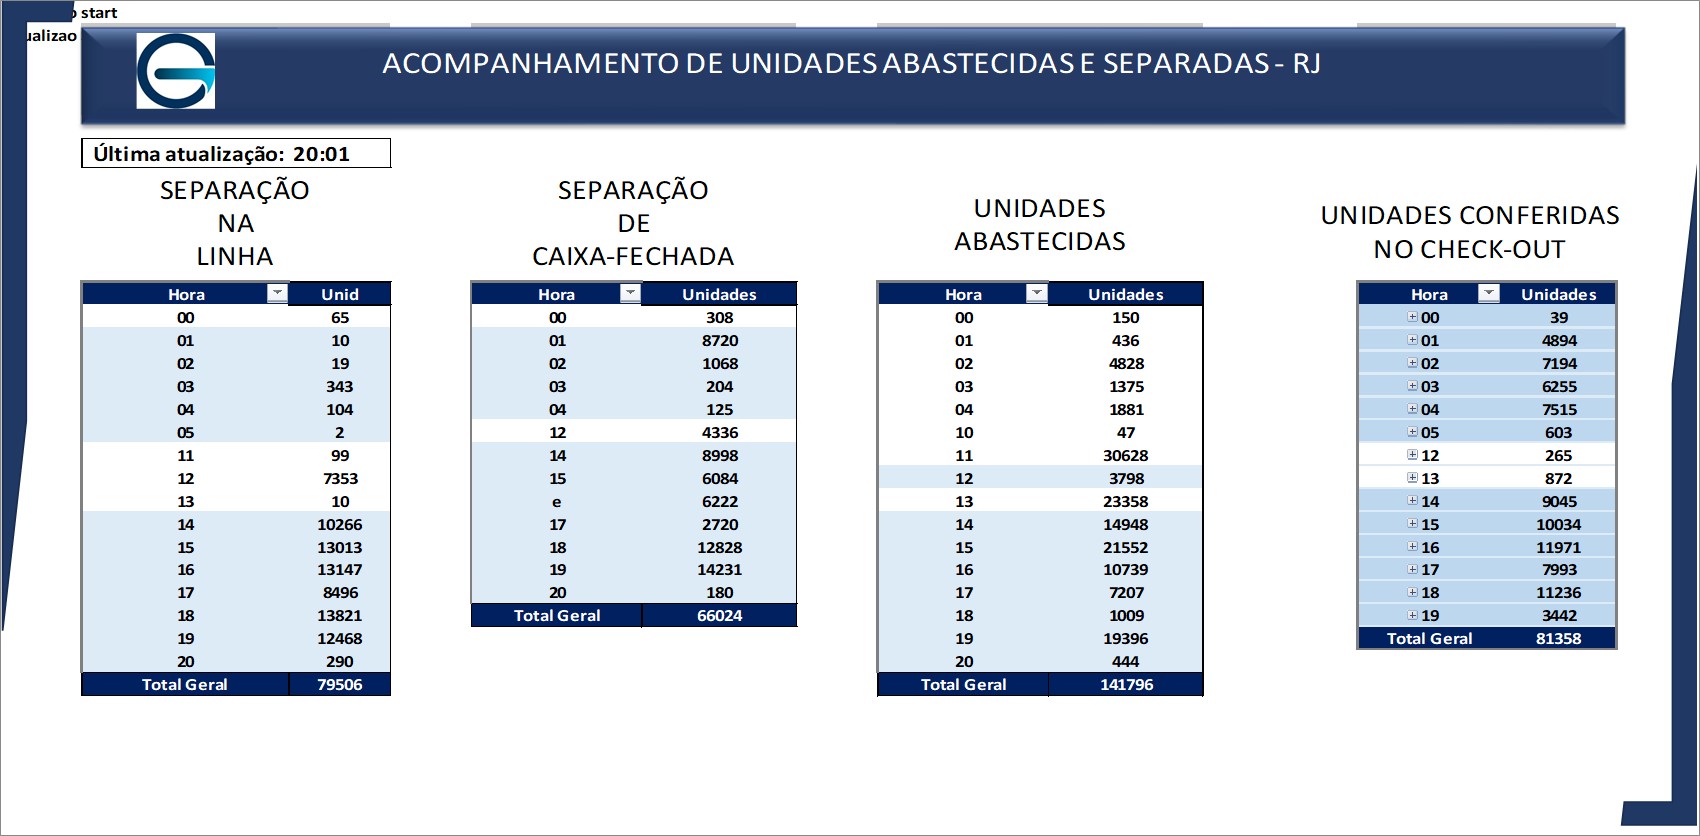 start
ualizao
ACOMPANHAMENTO DE UNIDADES ABASTECIDAS E SEPARADAS - RJ
Última atualização: 20:01
SEPARAÇÃO
NA
LINHA
Hora Unid
00 65
01 10
02 19
03 343
04 104
05 2
11 99
12 7353
13 10
14 10266
15 13013
16 13147
17 8496
18 13821
19 12468
20 290
Total Geral 79506
SEPARAÇÃO
DE
CAIXA-FECHADA
Hora Unidades
00 308
01 8720
02 1068
03 204
04 125
12 4336
14 8998
15 6084
e 6222
17 2720
18 12828
19 14231
20 180
Total Geral 66024
UNIDADES
ABASTECIDAS
Hora Unidades
00 150
01 436
02 4828
03 1375
04 1881
10 47
11 30628
12 3798
13 23358
14 14948
15 21552
16 10739
17 7207
18 1009
19 19396
20 444
Total Geral 141796
UNIDADES CONFERIDAS
NO CHECK-OUT
Hora Unidades
00 39
01 4894
02 7194
03 6255
04 7515
05 603
12 265
13 872
14 9045
15 10034
16 11971
17 7993
18 11236
19 3442
Total Geral 81358